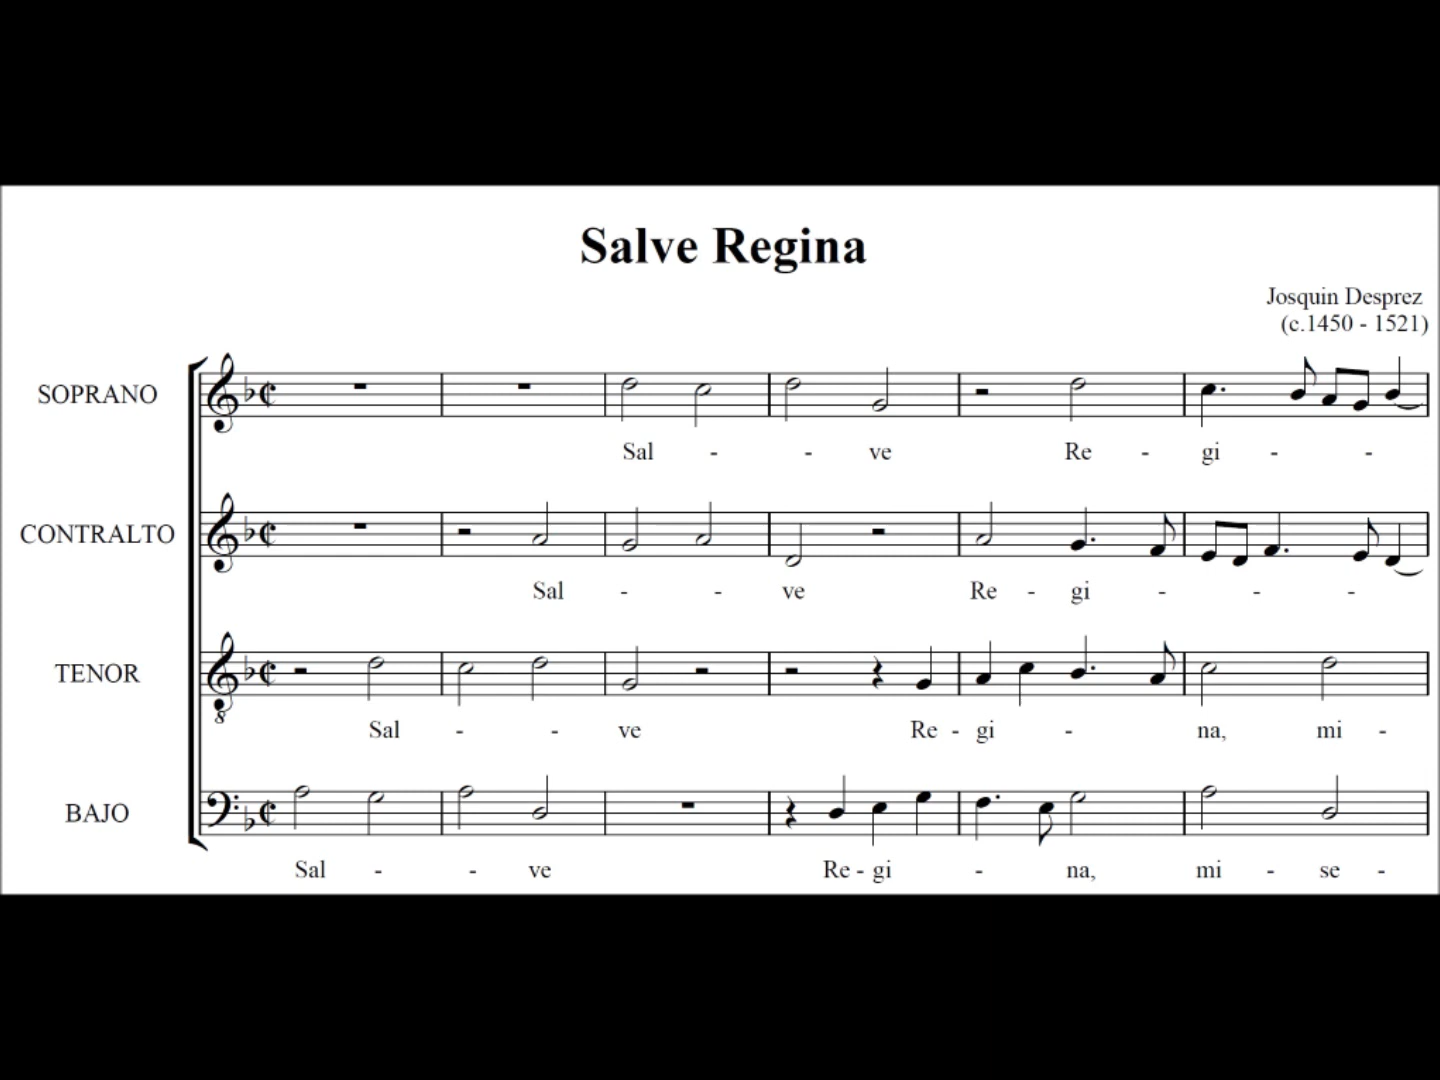 Salve Regina
Josquin Desprez
(c.1450 - 1521)
SOPRANO
Sal - - ve Re - gi - -
CONTRALTO
Sal - - ve Re - gi - - -
TENOR
8
Sal - - ve Re - gi - na, mi -
BAJO
Sal - - ve Re - gi - na, mi - se -